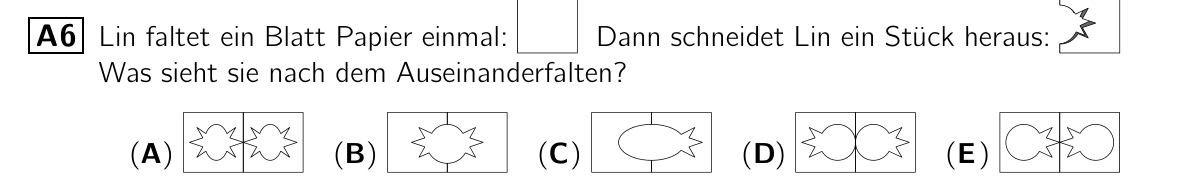 A6 Lin faltet ein Blatt Papier einmal: Dann schneidet Lin ein Stück heraus:
Was sieht sie nach dem Auseinanderfalten?
(A) (B) (C) (D) (E)